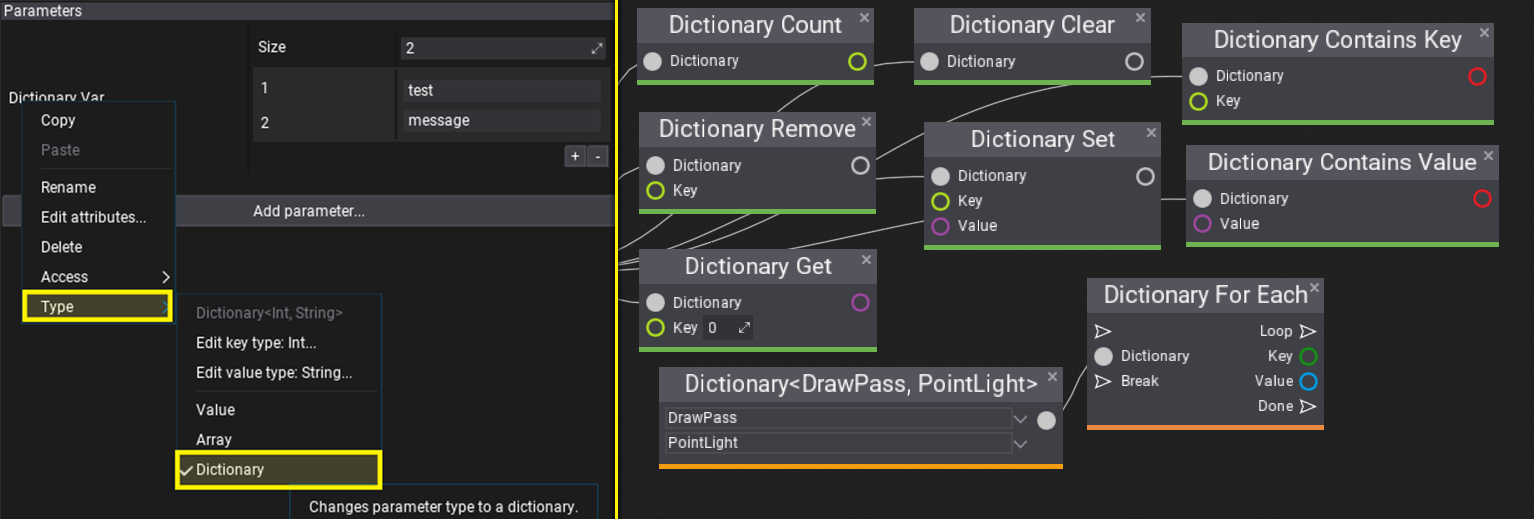 Parameters
Size
2
Dictionary Var
1
test
2
message
+ -
Copy
Paste
Rename
Edit attributes...
Delete
Access
Type
Add parameter...
Dictionary<Int, String>
Edit key type: Int...
Edit value type: String...
Value
Array
Dictionary
Changes parameter type to a dictionary.
Dictionary Count
Dictionary
Dictionary Clear
Dictionary
Dictionary Contains Key
Dictionary
Key
Dictionary Remove
Dictionary
Key
Dictionary Set
Dictionary
Key
Value
Dictionary Contains Value
Dictionary
Value
Dictionary Get
Dictionary
Key 0
Dictionary<DrawPass, PointLight>
DrawPass
PointLight
Dictionary For Each
Loop
Dictionary Key
Break Value
Done